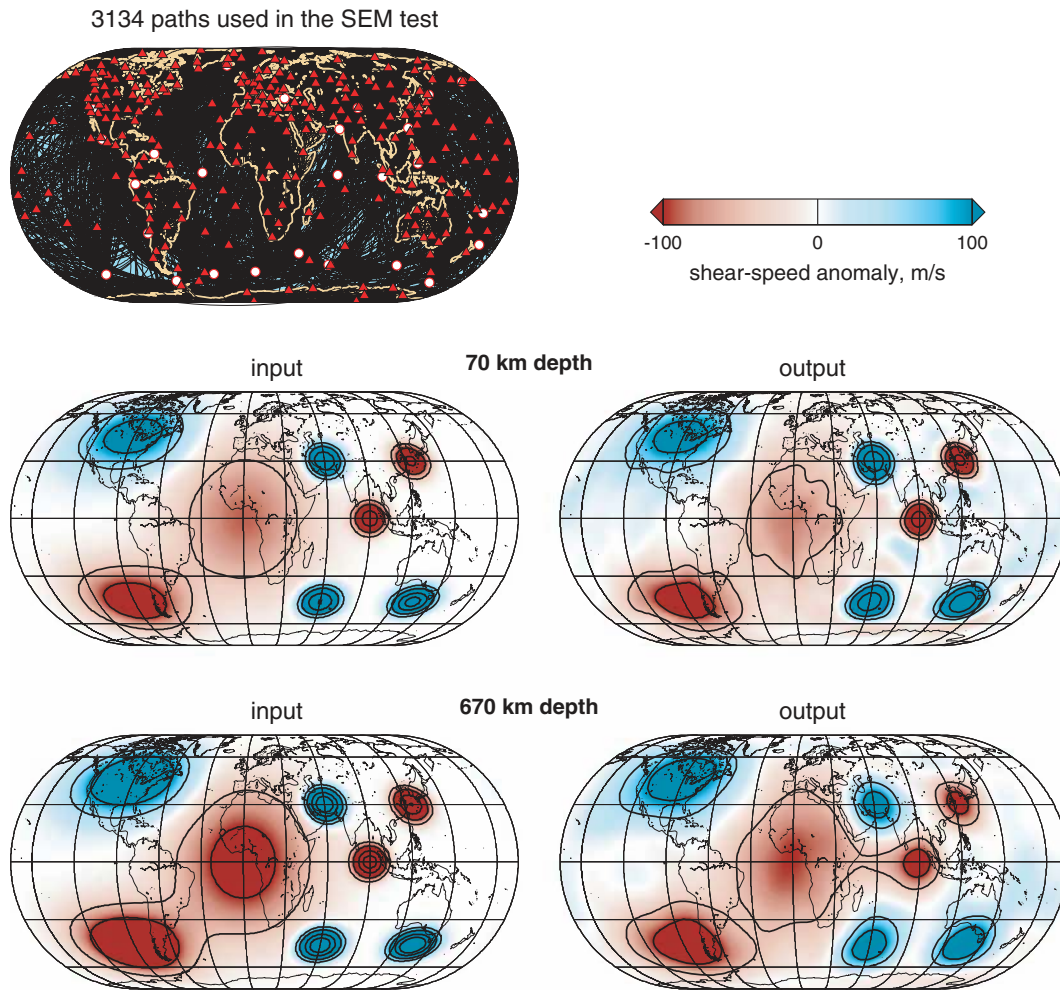 3134 paths used in the SEM test
-100 0 100
shear-speed anomaly, m/s
input 70 km depth output
input 670 km depth output